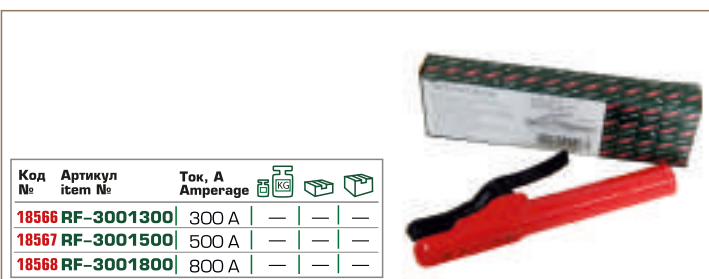 Код Артикул Ток, А
№ item № Amperage KG
18566 RF-3001300 300 A — — —
18567 RF-3001500 500 A — — —
18568 RF-3001800 800 A — — —